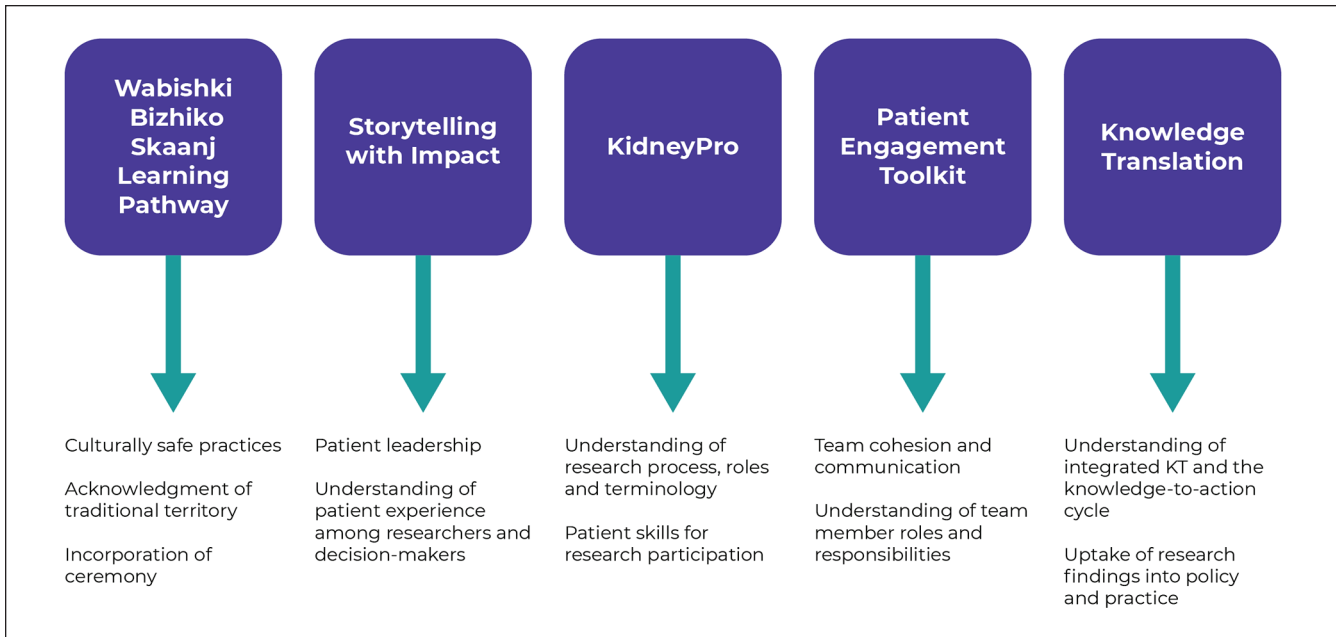 Wabishki
Bizhiko
Skaanj
Learning
Pathway
Storytelling
with Impact
KidneyPro
Patient
Engagement
Toolkit
Knowledge
Translation
Culturally safe practices
Acknowledgment of
traditional territory
Incorporation of
ceremony
Patient leadership
Understanding of
patient experience
among researchers and
decision-makers
Understanding of
research process, roles
and terminology
Patient skills for
research participation
Team cohesion and
communication
Understanding of team
member roles and
responsibilities
Understanding of
integrated KT and the
knowledge-to-action
cycle
Uptake of research
findings into policy
and practice